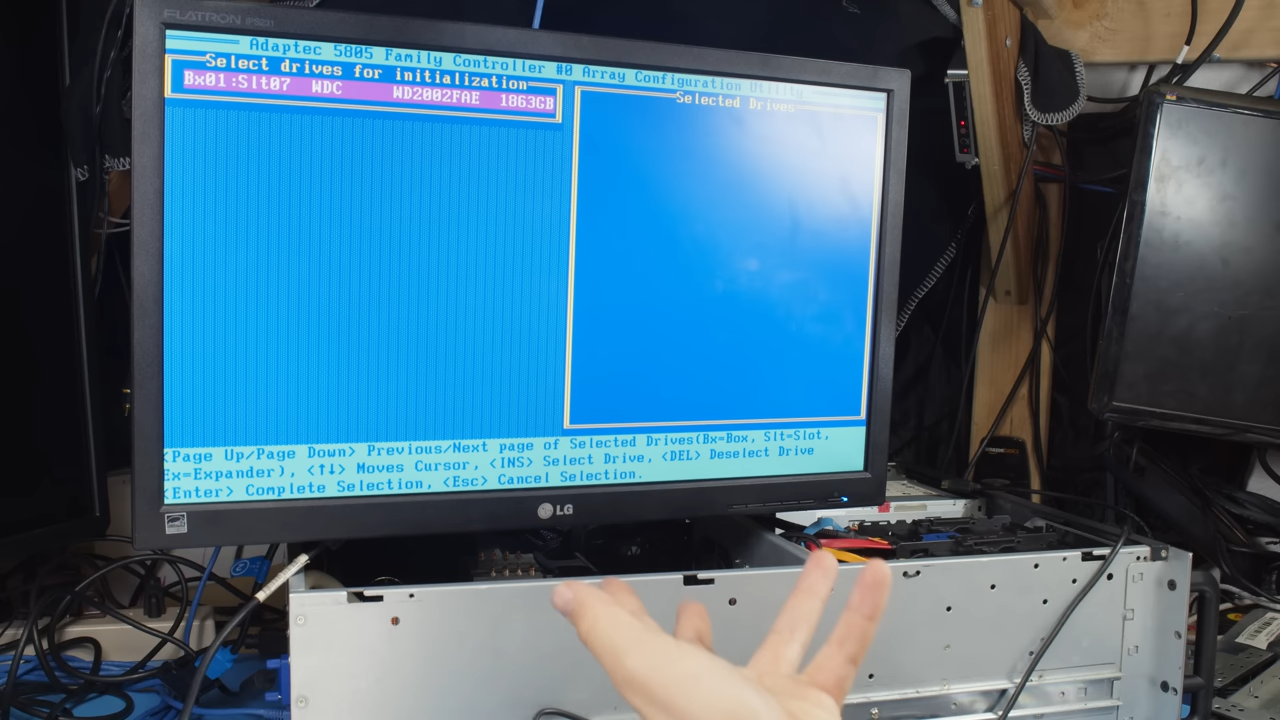 FLATRON IPS231
Adaptec 5805 Family Controller #0 Array Configuration Utility
Select drives for initialization
Selected Drives
Bx01:Slt07 WDC WD2002FAE 1863GB
<Page Up/Page Down> Previous/Next page of Selected Drives(Bx=Box, Slt=Slot,
Ex=Expander), <↑↓> Moves Cursor, <INS> Select Drive, <DEL> Deselect Drive
<Enter> Complete Selection, <Esc> Cancel Selection.
LG